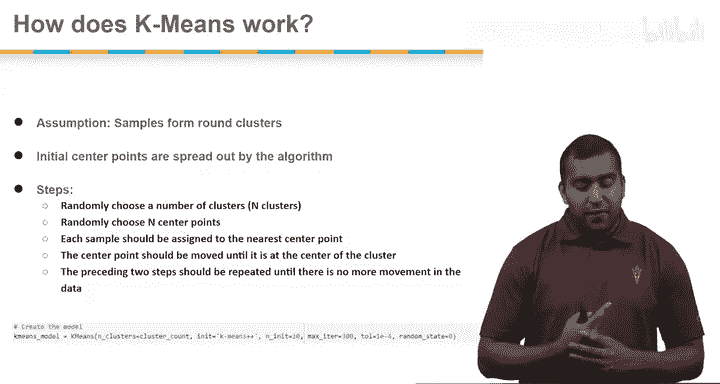 How does K-Means work?
bilibili
Assumption: Samples form round clusters
Initial center points are spread out by the algorithm
Steps:
Randomly choose a number of clusters (N clusters)
Randomly choose N center points
Each sample should be assigned to the nearest center point
The center point should be moved until it is at the center of the cluster
The preceding two steps should be repeated until there is no more movement in the
data
# Create the model
kmeans_model = KMeans(n_clusters=cluster_count, init='k-means++', n_init=10, max_iter=300, tol=1e-6, random_state=0)